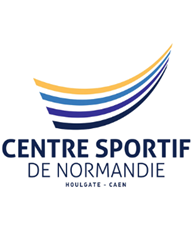 CENTRE SPORTIF
DE NORMANDIE
HOULGATE - CAEN